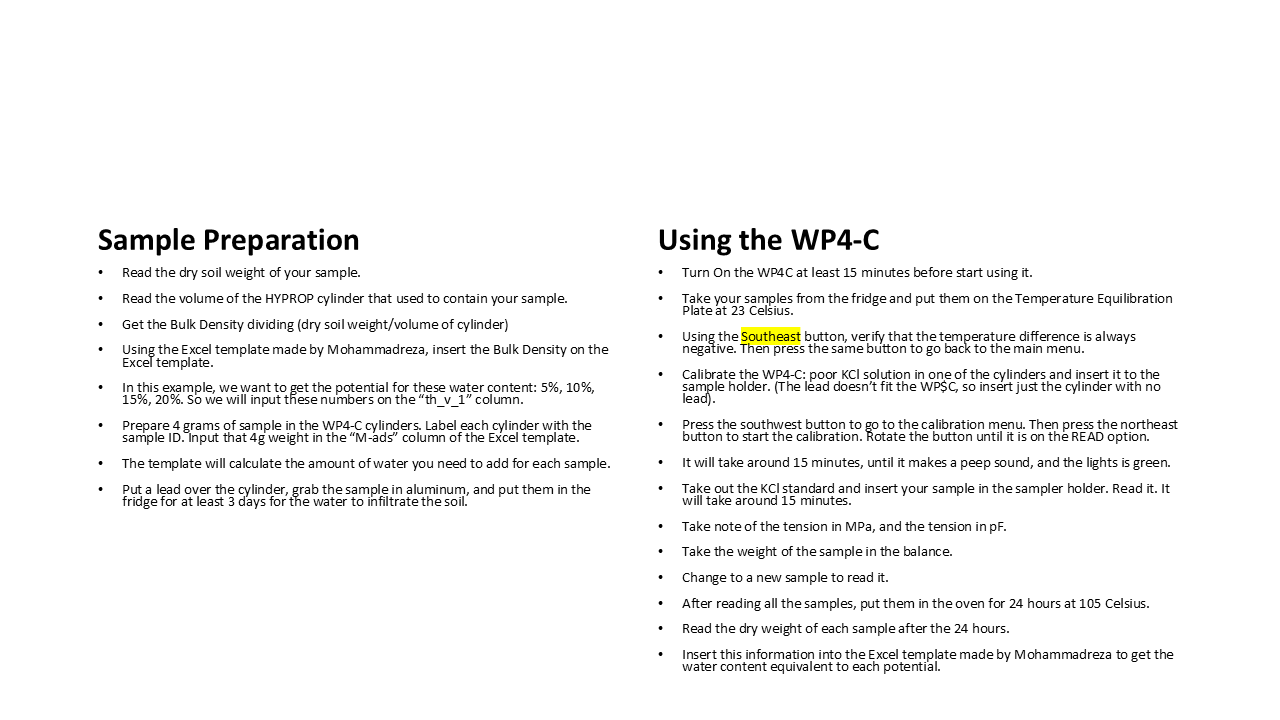 Sample Preparation
• Read the dry soil weight of your sample.
• Read the volume of the HYPROP cylinder that used to contain your sample.
• Get the Bulk Density dividing (dry soil weight/volume of cylinder)
• Using the Excel template made by Mohammadreza, insert the Bulk Density on the
Excel template.
• In this example, we want to get the potential for these water content: 5%, 10%,
15%, 20%. So we will input these numbers on the “th_v_1” column.
• Prepare 4 grams of sample in the WP4-C cylinders. Label each cylinder with the
sample ID. Input that 4g weight in the “M-ads” column of the Excel template.
• The template will calculate the amount of water you need to add for each sample.
• Put a lead over the cylinder, grab the sample in aluminum, and put them in the
fridge for at least 3 days for the water to infiltrate the soil.
Using the WP4-C
• Turn On the WP4C at least 15 minutes before start using it.
• Take your samples from the fridge and put them on the Temperature Equilibration
Plate at 23 Celsius.
• Using the Southeast button, verify that the temperature difference is always
negative. Then press the same button to go back to the main menu.
• Calibrate the WP4-C: poor KCl solution in one of the cylinders and insert it to the
sample holder. (The lead doesn’t fit the WP$C, so insert just the cylinder with no
lead).
• Press the southwest button to go to the calibration menu. Then press the northeast
button to start the calibration. Rotate the button until it is on the READ option.
• It will take around 15 minutes, until it makes a peep sound, and the lights is green.
• Take out the KCl standard and insert your sample in the sampler holder. Read it. It
will take around 15 minutes.
• Take note of the tension in MPa, and the tension in pF.
• Take the weight of the sample in the balance.
• Change to a new sample to read it.
• After reading all the samples, put them in the oven for 24 hours at 105 Celsius.
• Read the dry weight of each sample after the 24 hours.
• Insert this information into the Excel template made by Mohammadreza to get the
water content equivalent to each potential.